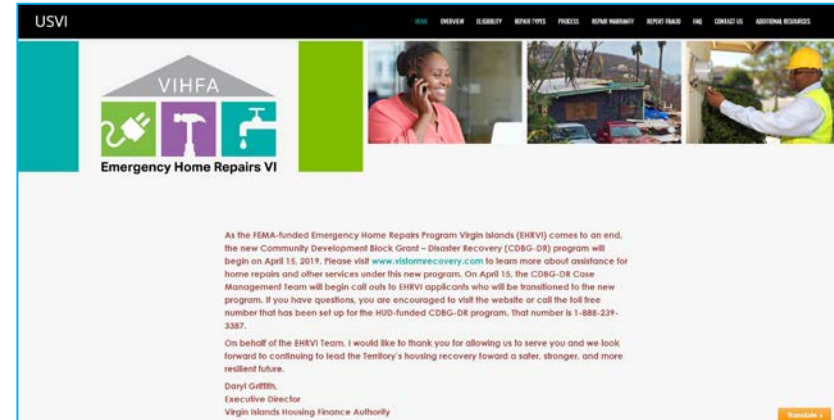 USVI
HOME OVERVIEW ELIGIBILITY REPAIR TYPES PROCESS REPAIR WARRANTY REPORT FRAUD FAQ CONTACT US ADDITIONAL RESOURCES
VIHFA
Emergency Home Repairs VI
As the FEMA-funded Emergency Home Repairs Program Virgin Islands (EHRVI) comes to an end,
the new Community Development Block Grant – Disaster Recovery (CDBG-DR) program will
begin on April 15, 2019. Please visit www.vistormrecovery.com to learn more about assistance for
home repairs and other services under this new program. On April 15, the CDBG-DR Case
Management Team will begin call outs to EHRVI applicants who will be transitioned to the new
program. If you have questions, you are encouraged to visit the website or call the toll free
number that has been set up for the HUD-funded CDBG-DR program. That number is 1-888-239-
3387.
On behalf of the EHRVI Team, I would like to thank you for allowing us to serve you and we look
forward to continuing to lead the Territory's housing recovery toward a safer, stronger, and more
resilient future.
Daryl Griffith,
Executive Director
Virgin Islands Housing Finance Authority
Translate »